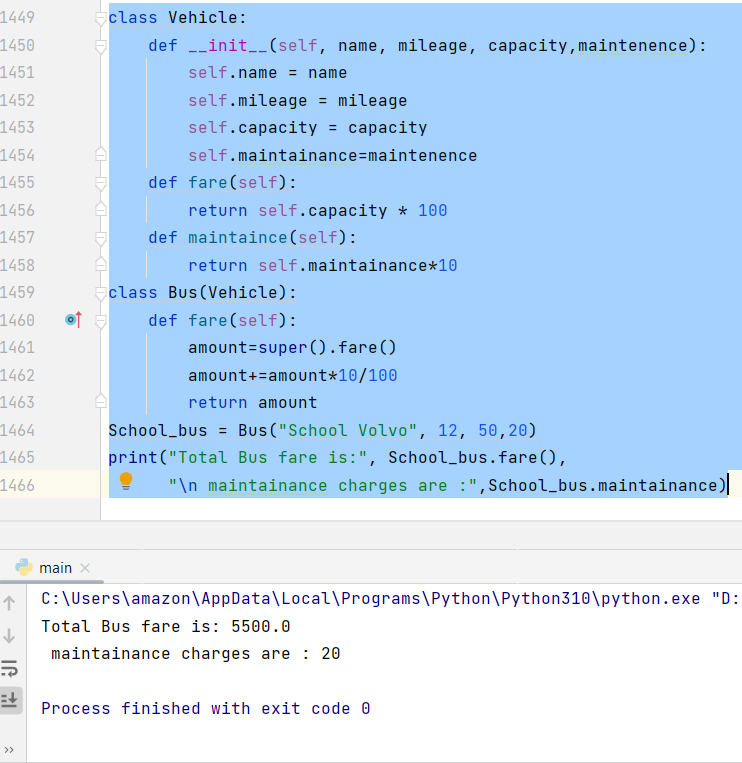 1449 class Vehicle:
1450     def __init__(self, name, mileage, capacity,maintenence):
1451         self.name = name
1452         self.mileage = mileage
1453         self.capacity = capacity
1454         self.maintainance=maintenence
1455     def fare(self):
1456         return self.capacity * 100
1457     def maintaince(self):
1458         return self.maintainance*10
1459 class Bus(Vehicle):
1460     def fare(self):
1461         amount=super().fare()
1462         amount+=amount*10/100
1463         return amount
1464 School_bus = Bus("School Volvo", 12, 50,20)
1465 print("Total Bus fare is:", School_bus.fare(),
1466       "\n maintainance charges are :",School_bus.maintainance)
main
C:\Users\amazon\AppData\Local\Programs\Python\Python310\python.exe "D:
Total Bus fare is: 5500.0
 maintainance charges are : 20
Process finished with exit code 0